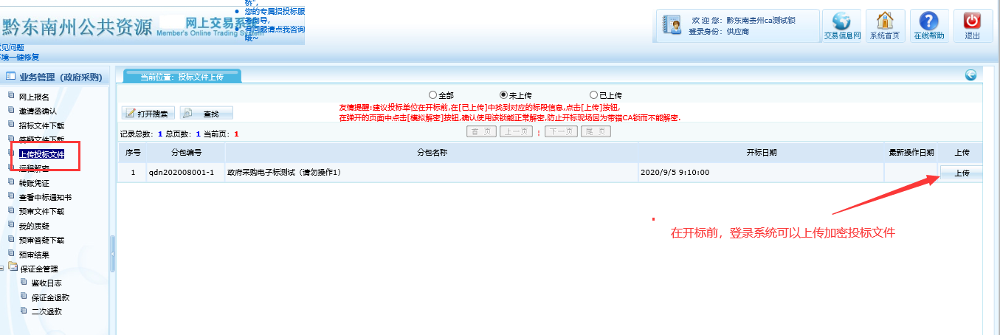 桥",
您的专属招投标服
务向导,
有问题请点我咨询
哦~
黔东南州公共资源
网上交易系统
Member's Online Trading System
常见问题
环境一键修复
欢 迎 您：黔东南贵州ca测试锁
登录身份：供应商
交易信息网
系统首页
在线帮助
退出
业务管理（政府采购）
网上报名
邀请函确认
招标文件下载
答疑文件下载
上传投标文件
远程解密
转账凭证
查看中标通知书
预审文件下载
我的质疑
预审答疑下载
预审结果
保证金管理
鉴收日志
保证金退款
二次退款
当前位置：投标文件上传
全部 未上传 已上传
打开搜索 查找
友情提醒:建议投标单位在开标前,在[已上传]中找到对应的标段信息,点击[上传]按钮,
在弹开的页面中点击[模拟解密]按钮,确认使用该锁能正常解密,防止开标现场因为带错CA锁而不能解密.
记录总数：1 总页数：1 当前页：1
首 页 上一页 : 下一页 尾 页
序号 分包编号 分包名称 开标日期 最新操作日期 上传
1 qdn202008001-1 政府采购电子标测试（请勿操作1） 2020/9/5 9:10:00 上传
在开标前，登录系统可以上传加密投标文件